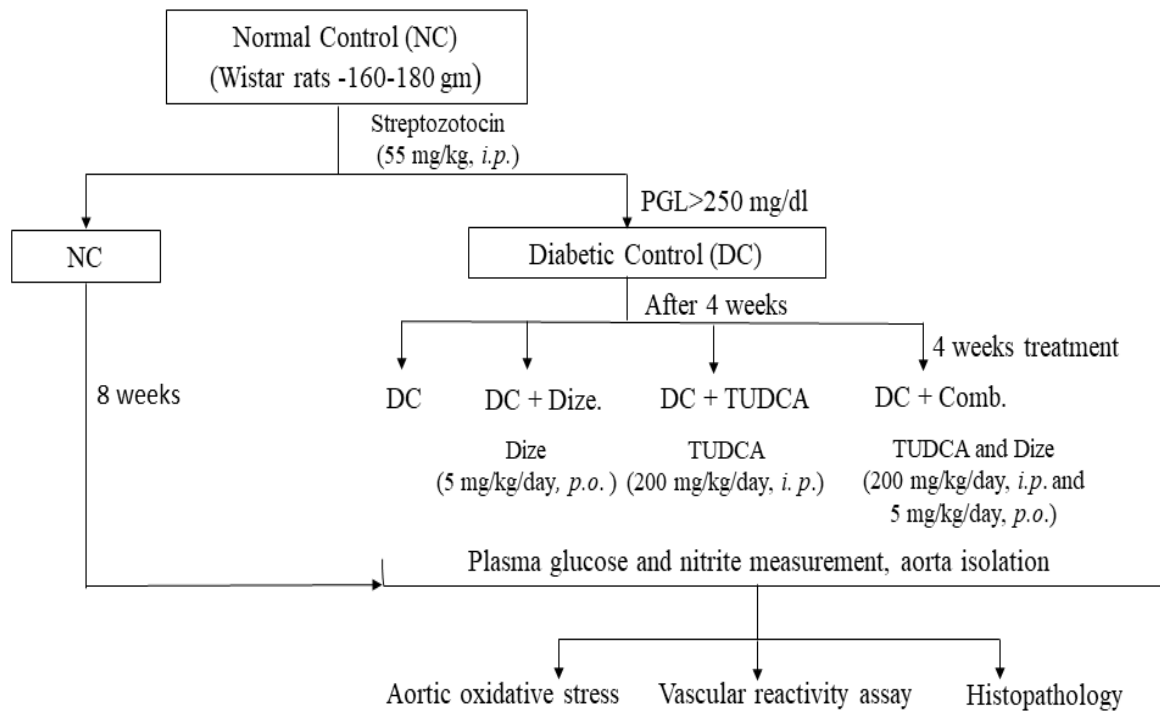 Normal Control (NC)
(Wistar rats -160-180 gm)
Streptozotocin
(55 mg/kg, i.p.)
PGL>250 mg/dl
NC
Diabetic Control (DC)
After 4 weeks
4 weeks treatment
8 weeks
DC
DC + Dize.
DC + TUDCA
DC + Comb.
Dize
(5 mg/kg/day, p.o. )
TUDCA
(200 mg/kg/day, i. p.)
TUDCA and Dize
(200 mg/kg/day, i.p. and
5 mg/kg/day, p.o.)
Plasma glucose and nitrite measurement, aorta isolation
Aortic oxidative stress
Vascular reactivity assay
Histopathology